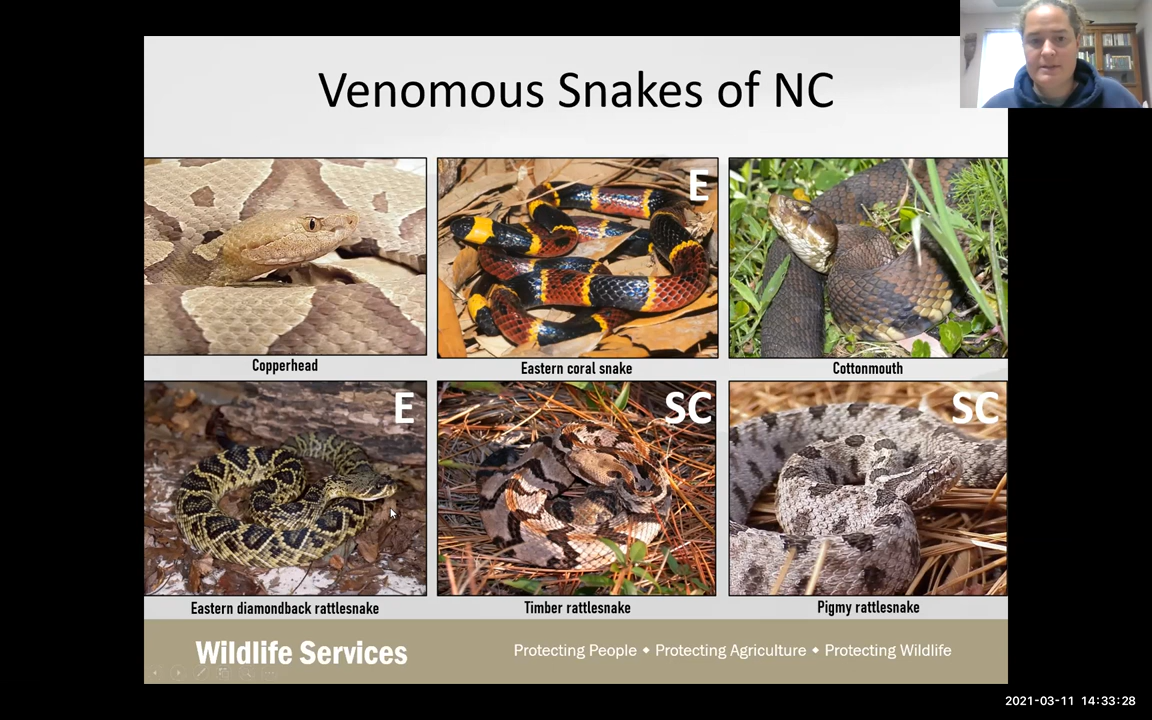 Venomous Snakes of NC
E
Copperhead
Eastern coral snake
Cottonmouth
E
SC
SC
Eastern diamondback rattlesnake
Timber rattlesnake
Pigmy rattlesnake
Wildlife Services
Protecting People ◆ Protecting Agriculture ◆ Protecting Wildlife
2021-03-11 14:33:28